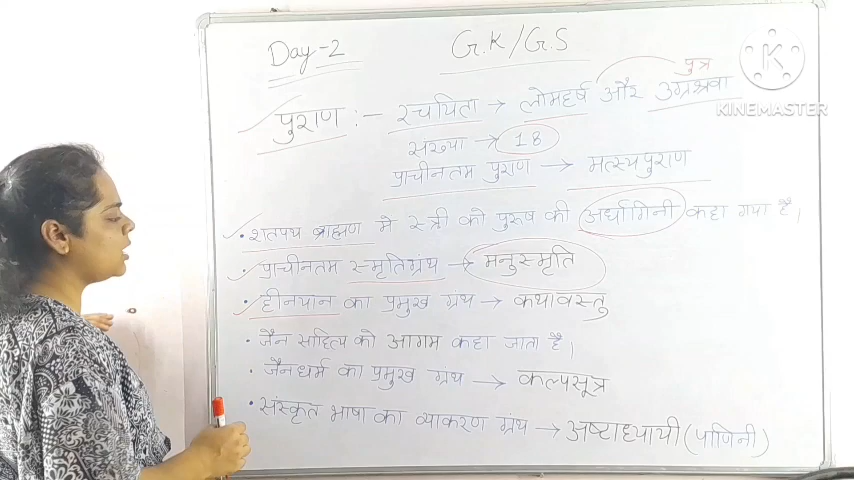 Day-2
G.K/G.S
पुत्र
पुराण :- रचयिता → लोमहर्ष और उग्रश्रवा
संख्या → 18
प्राचीनतम पुराण → मत्स्यपुराण
• शतपथ ब्राह्मण मे स्त्री को पुरूष की अर्धांगिनी कहा गया है।
• प्राचीनतम स्मृतिग्रंथ → मनुस्मृति
• हीनयान का प्रमुख ग्रंथ → कथावस्तु
• जैन साहित्य को आगम कहा जाता है।
• जैनधर्म का प्रमुख ग्रंथ → कल्पसूत्र
• संस्कृत भाषा का व्याकरण ग्रंथ → अष्टाध्यायी (पाणिनी)
K
KINEMASTER